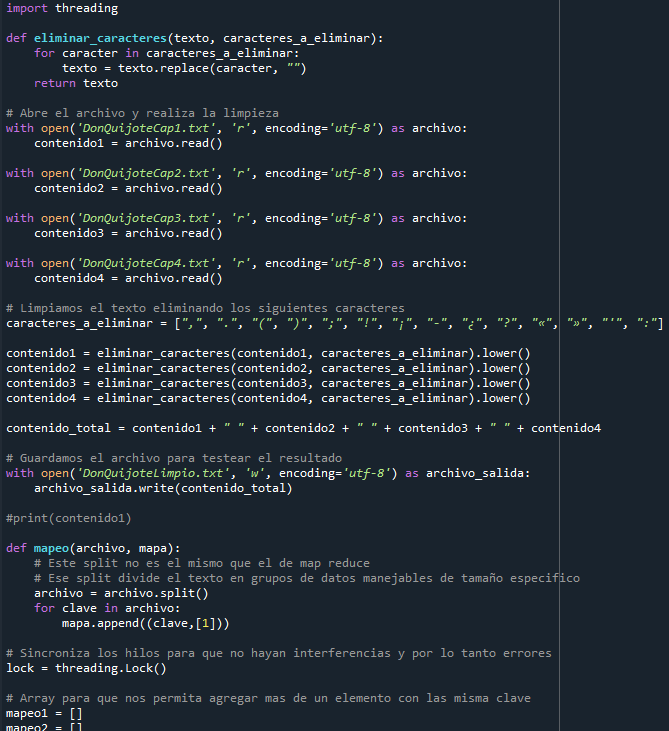 import threading

def eliminar_caracteres(texto, caracteres_a_eliminar):
    for caracter in caracteres_a_eliminar:
        texto = texto.replace(caracter, "")
    return texto

# Abre el archivo y realiza la limpieza
with open('DonQuijoteCap1.txt', 'r', encoding='utf-8') as archivo:
    contenido1 = archivo.read()

with open('DonQuijoteCap2.txt', 'r', encoding='utf-8') as archivo:
    contenido2 = archivo.read()

with open('DonQuijoteCap3.txt', 'r', encoding='utf-8') as archivo:
    contenido3 = archivo.read()

with open('DonQuijoteCap4.txt', 'r', encoding='utf-8') as archivo:
    contenido4 = archivo.read()

# Limpiamos el texto eliminando los siguientes caracteres
caracteres_a_eliminar = [",", ".", "(", ")", ";", "!", "¡", "-", "¿", "?", "«", "»", "'", ":"]

contenido1 = eliminar_caracteres(contenido1, caracteres_a_eliminar).lower()
contenido2 = eliminar_caracteres(contenido2, caracteres_a_eliminar).lower()
contenido3 = eliminar_caracteres(contenido3, caracteres_a_eliminar).lower()
contenido4 = eliminar_caracteres(contenido4, caracteres_a_eliminar).lower()

contenido_total = contenido1 + " " + contenido2 + " " + contenido3 + " " + contenido4

# Guardamos el archivo para testear el resultado
with open('DonQuijoteLimpio.txt', 'w', encoding='utf-8') as archivo_salida:
    archivo_salida.write(contenido_total)

#print(contenido1)

def mapeo(archivo, mapa):
    # Este split no es el mismo que el de map reduce
    # Ese split divide el texto en grupos de datos manejables de tamaño especifico
    archivo = archivo.split()
    for clave in archivo:
        mapa.append((clave,[1]))

# Sincroniza los hilos para que no hayan interferencias y por lo tanto errores
lock = threading.Lock()

# Array para que nos permita agregar mas de un elemento con las misma clave
mapeo1 = []
mapeo2 = []